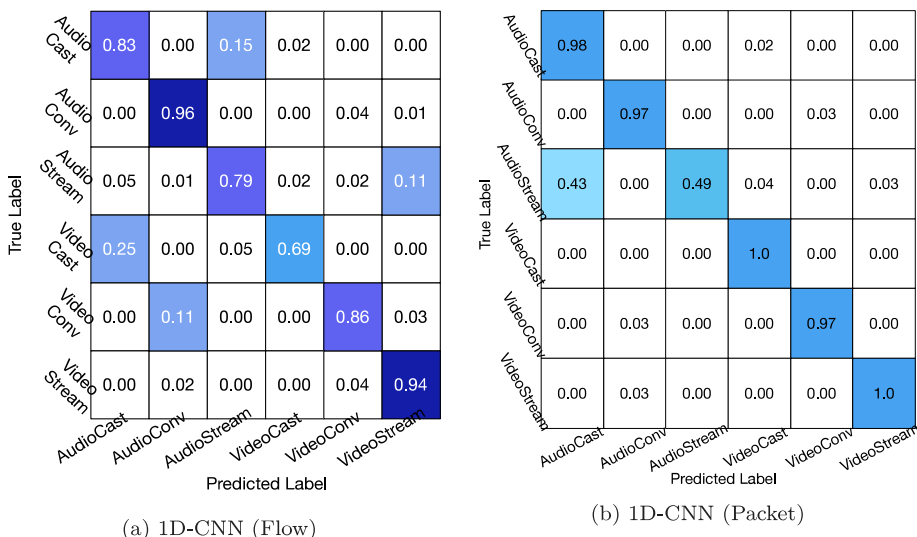 True Label
Audio Cast 0.83 0.00 0.15 0.02 0.00 0.00
Audio Conv 0.00 0.96 0.00 0.00 0.04 0.01
Audio Stream 0.05 0.01 0.79 0.02 0.02 0.11
Video Cast 0.25 0.00 0.05 0.69 0.00 0.00
Video Conv 0.00 0.11 0.00 0.00 0.86 0.03
Video Stream 0.00 0.02 0.00 0.00 0.04 0.94
AudioCast AudioConv AudioStream VideoCast VideoConv VideoStream
Predicted Label
(a) 1D-CNN (Flow)
True Label
AudioCast 0.98 0.00 0.00 0.02 0.00 0.00
AudioConv 0.00 0.97 0.00 0.00 0.03 0.00
AudioStream 0.43 0.00 0.49 0.04 0.00 0.03
VideoCast 0.00 0.00 0.00 1.0 0.00 0.00
VideoConv 0.00 0.03 0.00 0.00 0.97 0.00
VideoStream 0.00 0.03 0.00 0.00 0.00 1.0
AudioCast AudioConv AudioStream VideoCast VideoConv VideoStream
Predicted Label
(b) 1D-CNN (Packet)